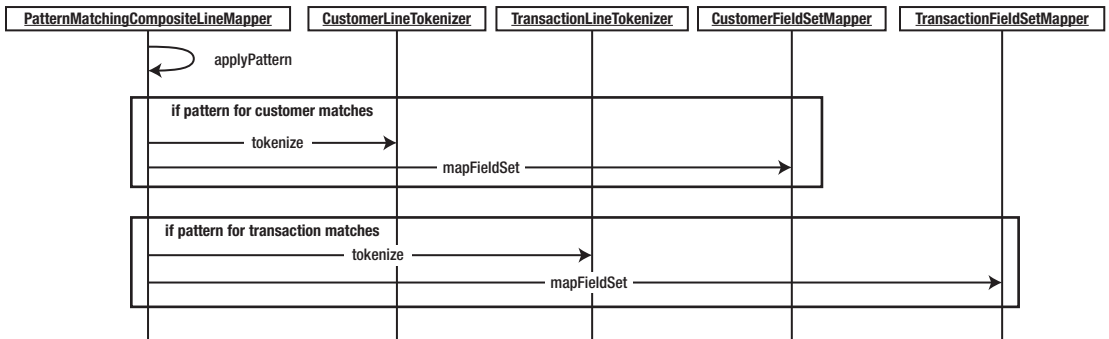 PatternMatchingCompositeLineMapper
CustomerLineTokenizer
TransactionLineTokenizer
CustomerFieldSetMapper
TransactionFieldSetMapper
applyPattern
if pattern for customer matches
tokenize
mapFieldSet
if pattern for transaction matches
tokenize
mapFieldSet